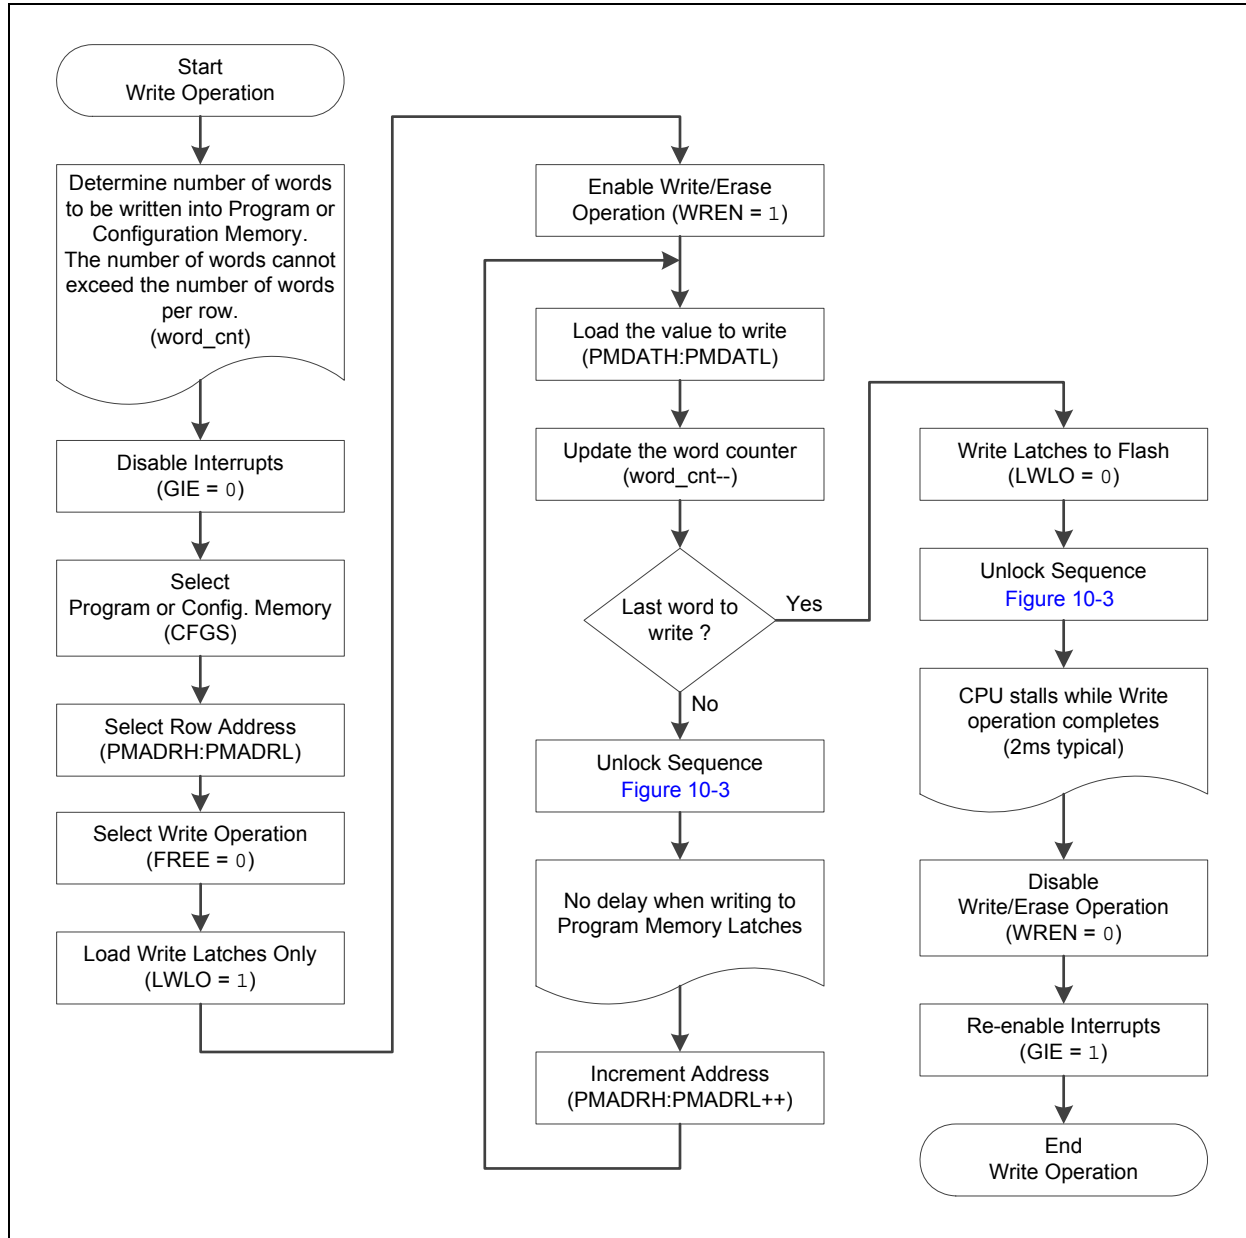 Start
Write Operation
Determine number of words
to be written into Program or
Configuration Memory.
The number of words cannot
exceed the number of words
per row.
(word_cnt)
Disable Interrupts
(GIE = 0)
Select
Program or Config. Memory
(CFGS)
Select Row Address
(PMADRH:PMADRL)
Select Write Operation
(FREE = 0)
Load Write Latches Only
(LWLO = 1)
Enable Write/Erase
Operation (WREN = 1)
Load the value to write
(PMDATH:PMDATL)
Update the word counter
(word_cnt--)
Last word to
write ?
Yes
No
Unlock Sequence
Figure 10-3
No delay when writing to
Program Memory Latches
Increment Address
(PMADRH:PMADRL++)
Write Latches to Flash
(LWLO = 0)
Unlock Sequence
Figure 10-3
CPU stalls while Write
operation completes
(2ms typical)
Disable
Write/Erase Operation
(WREN = 0)
Re-enable Interrupts
(GIE = 1)
End
Write Operation